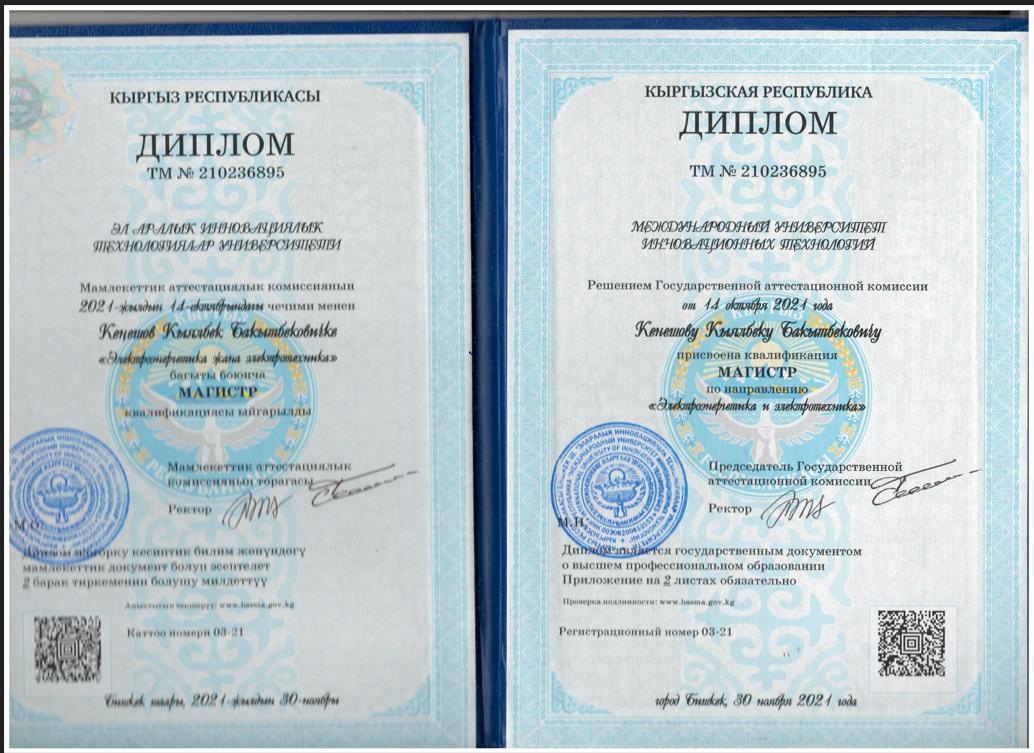 КЫРГЫЗ РЕСПУБЛИКАСЫ
ДИПЛОМ
ТМ № 210236895
ЭЛ АРАЛЫК ИННОВАЦИЯЛЫК
ТЕХНОЛОГИЯЛАР УНИВЕРСИТЕТИ
Мамлекеттик аттестациялык комиссиянын
2021-жылдын 14-октябрындагы чечими менен
Кенешов Кыялбек Бакытбековичке
«Электроэнергетика жана электротехника»
багыты боюнча
МАГИСТР
квалификациясы ыйгарылды
Мамлекеттик аттестациялык
комиссиянын торагасы
Ректор
М.О.
Диплом жогорку кесиптик билим жөнүндөгү
мамлекеттик документ болуп эсептелет
2 барак тиркеменин болушу милдеттүү
Аныктыгын текшерүү: www.basma.gov.kg
Каттоо номери 03-21
Бишкек шаары, 2021-жылдын 30-ноябры
КЫРГЫЗСКАЯ РЕСПУБЛИКА
ДИПЛОМ
ТМ № 210236895
МЕЖДУНАРОДНЫЙ УНИВЕРСИТЕТ
ИННОВАЦИОННЫХ ТЕХНОЛОГИЙ
Решением Государственной аттестационной комиссии
от 14 октября 2021 года
Кенешову Кыялбеку Бакытбековичу
присвоена квалификация
МАГИСТР
по направлению
«Электроэнергетика и электротехника»
Председатель Государственной
аттестационной комиссии
Ректор
М.П.
Диплом является государственным документом
о высшем профессиональном образовании
Приложение на 2 листах обязательно
Проверка подлинности: www.basma.gov.kg
Регистрационный номер 03-21
город Бишкек, 30 ноября 2021 года